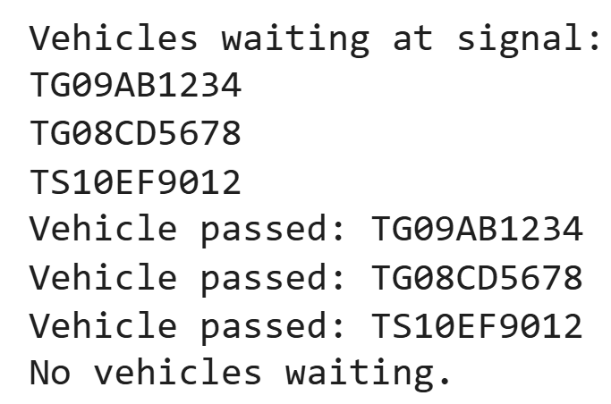 Vehicles waiting at signal:
TG09AB1234
TG08CD5678
TS10EF9012
Vehicle passed: TG09AB1234
Vehicle passed: TG08CD5678
Vehicle passed: TS10EF9012
No vehicles waiting.